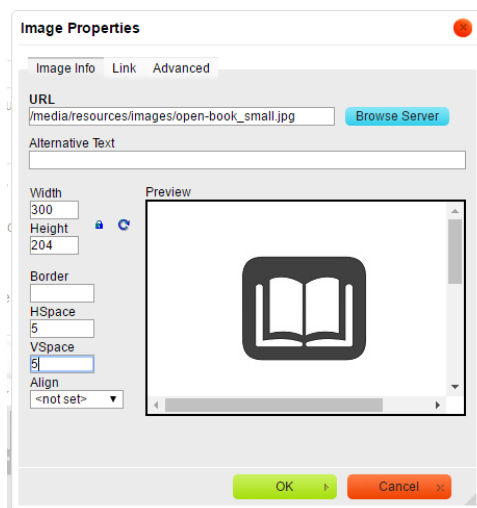 Image Properties
Image Info Link Advanced
URL
/media/resources/images/open-book_small.jpg Browse Server
Alternative Text
Width
300
Height
204
Preview
Border
HSpace
5
VSpace
5
Align
<not set>
OK
Cancel